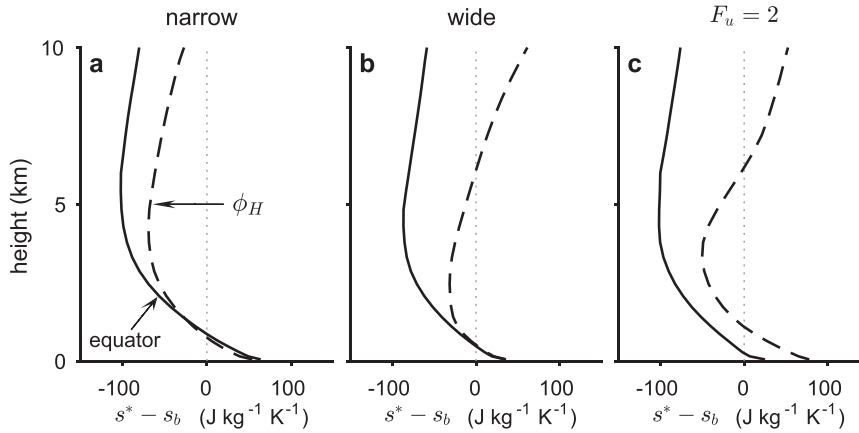 narrow
wide
F_u = 2
10
a
b
c
height (km)
5
ϕ_H
equator
0
-100 0 100
-100 0 100
-100 0 100
s* − s_b (J kg⁻¹ K⁻¹)
s* − s_b (J kg⁻¹ K⁻¹)
s* − s_b (J kg⁻¹ K⁻¹)